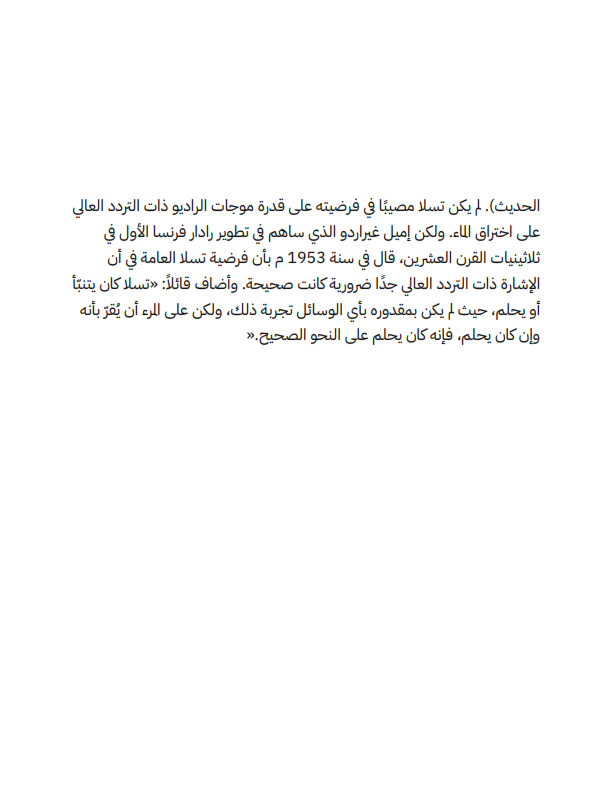 الحديث). لم يكن تسلا مصيبًا في فرضيته على قدرة موجات الراديو ذات التردد العالي
على اختراق الماء. ولكن إميل غيراردو الذي ساهم في تطوير رادار فرنسا الأول في
ثلاثينيات القرن العشرين، قال في سنة 1953 م بأن فرضية تسلا العامة في أن
الإشارة ذات التردد العالي جدًا ضرورية كانت صحيحة. وأضاف قائلاً: «تسلا كان يتنبّأ
أو يحلم، حيث لم يكن بمقدوره بأي الوسائل تجربة ذلك، ولكن على المرء أن يُقرّ بأنه
وإن كان يحلم، فإنه كان يحلم على النحو الصحيح.«